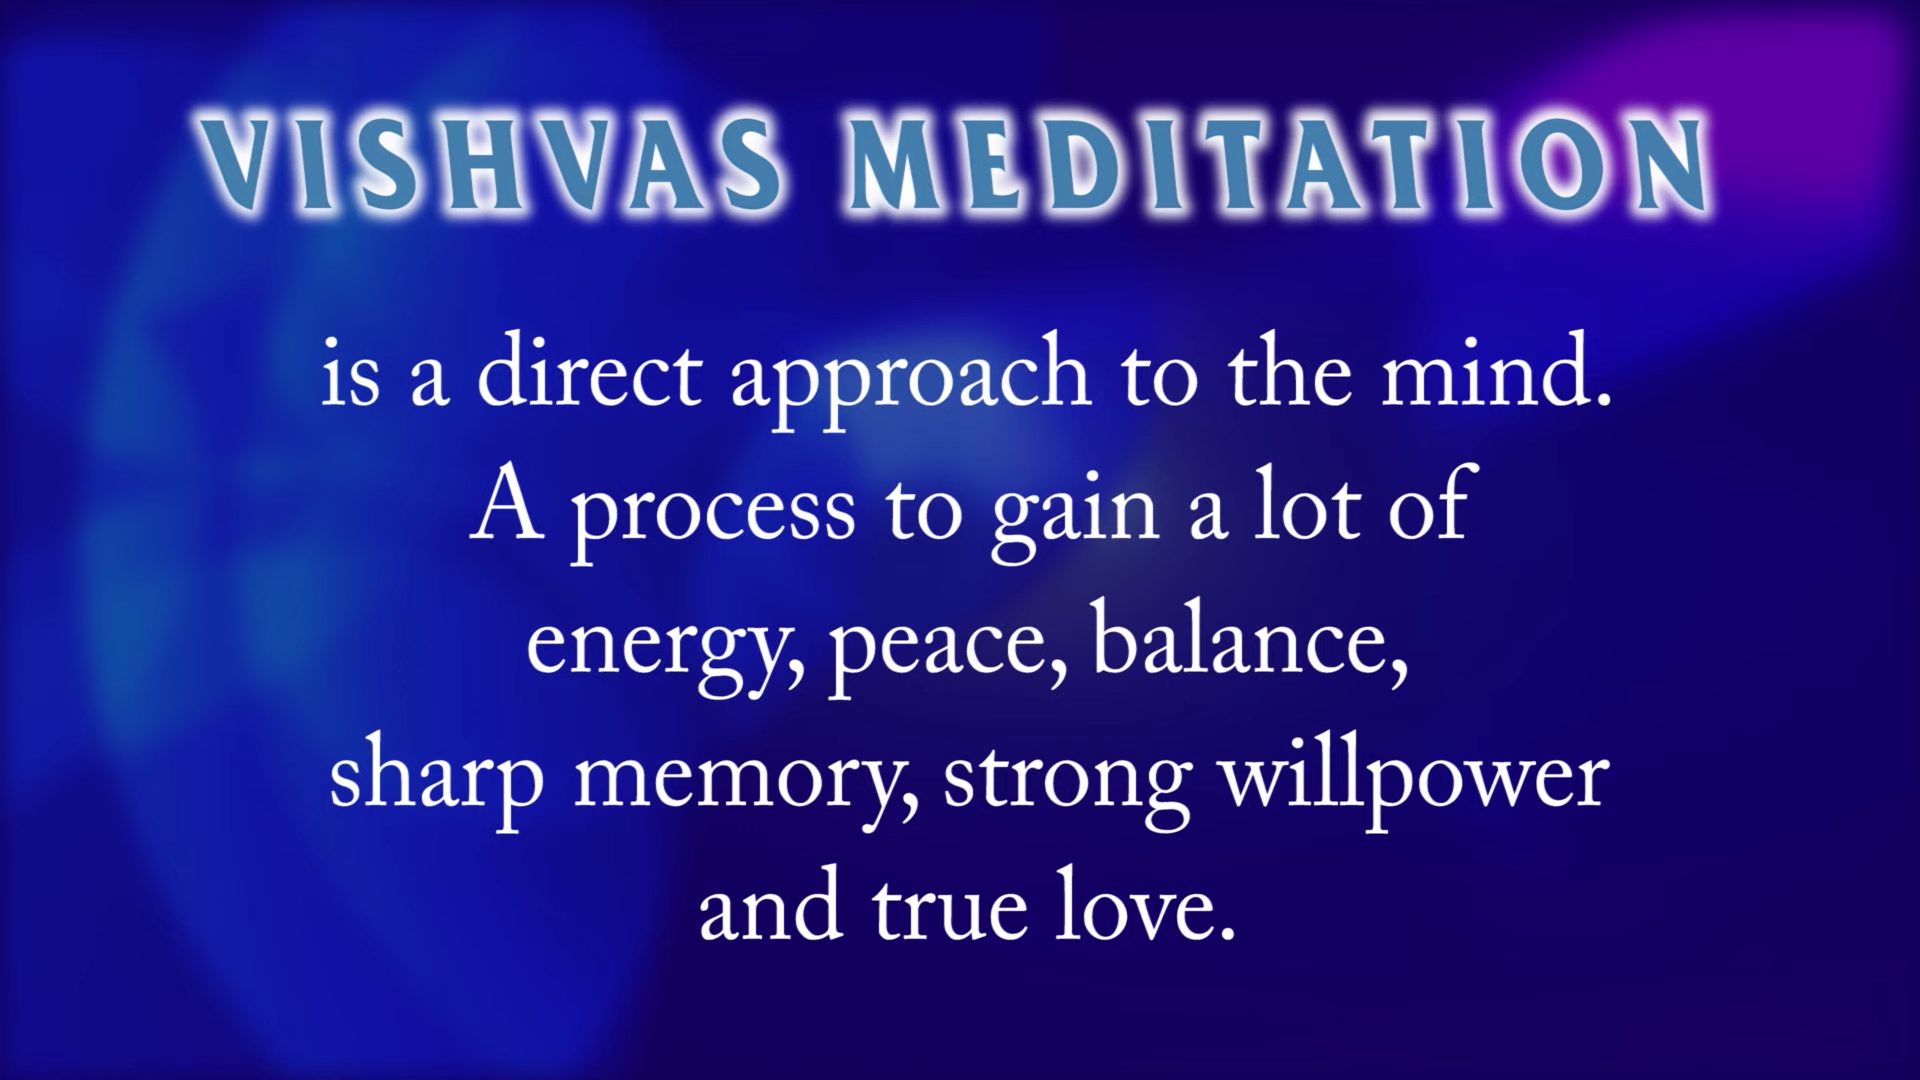 VISHVAS MEDITATION
is a direct approach to the mind.
A process to gain a lot of
energy, peace, balance,
sharp memory, strong willpower
and true love.